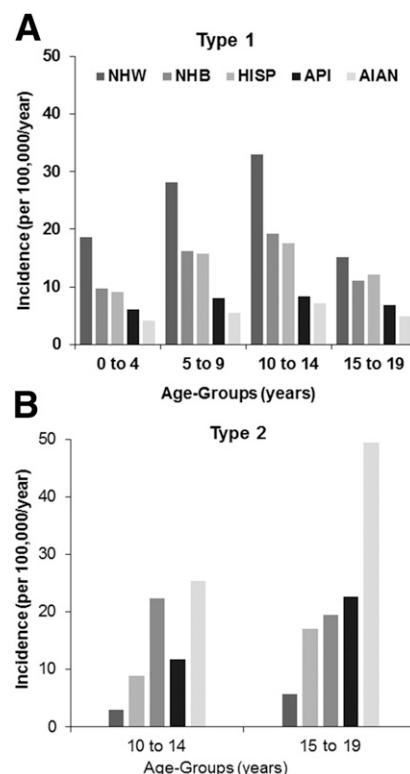 A
Type 1
50
NHW NHB HISP API AIAN
40
30
20
10
0
Incidence (per 100,000/year)
0 to 4 5 to 9 10 to 14 15 to 19
Age-Groups (years)
B
Type 2
50
40
30
20
10
0
Incidence (per 100,000/year)
10 to 14 15 to 19
Age-Groups (years)